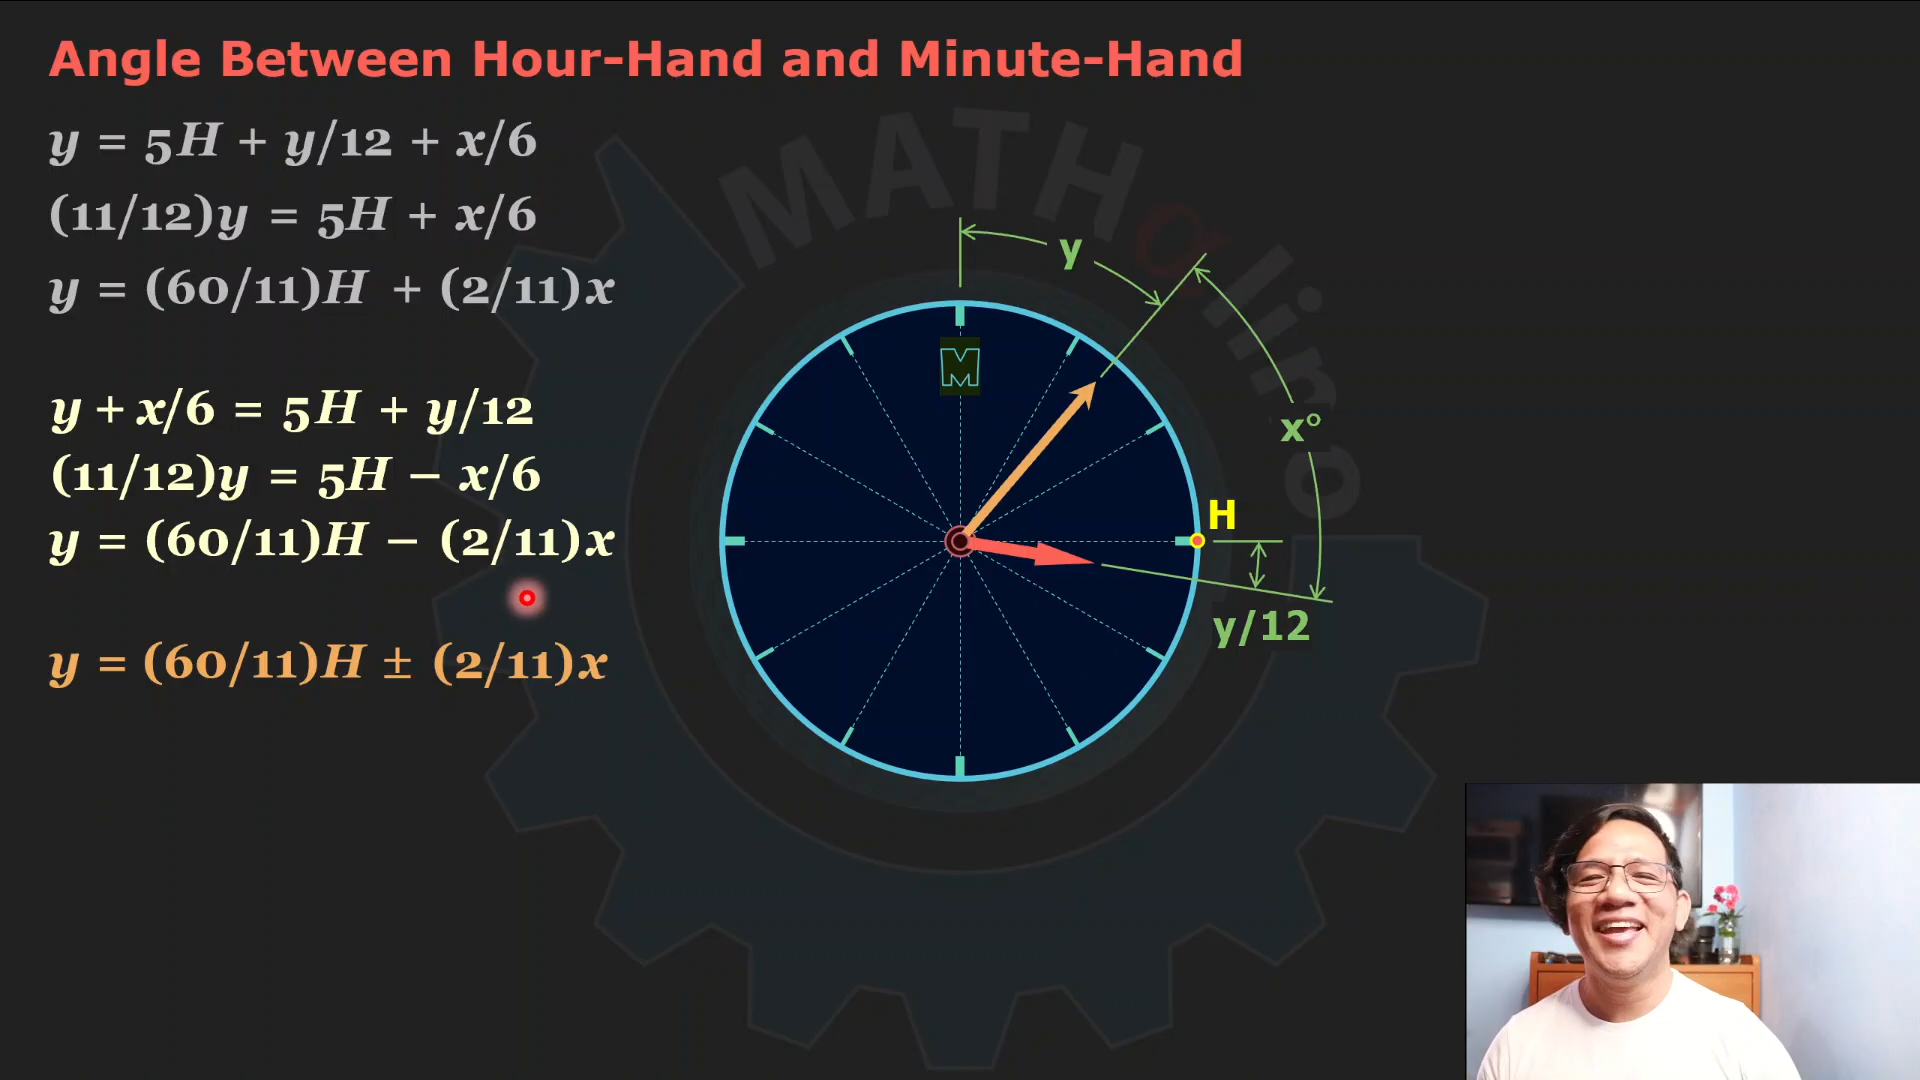 Angle Between Hour-Hand and Minute-Hand
y = 5H + y/12 + x/6
(11/12)y = 5H + x/6
y = (60/11)H + (2/11)x
y + x/6 = 5H + y/12
(11/12)y = 5H − x/6
y = (60/11)H − (2/11)x
y = (60/11)H ± (2/11)x
MATHalino
y
x°
M
H
y/12